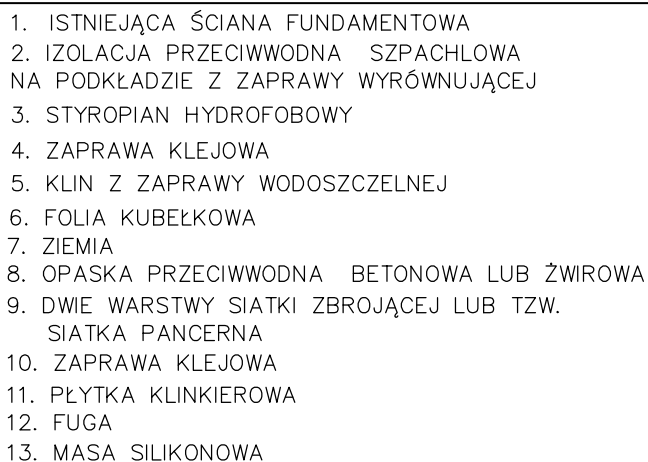 1. ISTNIEJĄCA ŚCIANA FUNDAMENTOWA
2. IZOLACJA PRZECIWWODNA SZPACHLOWA
NA PODKŁADZIE Z ZAPRAWY WYRÓWNUJĄCEJ
3. STYROPIAN HYDROFOBOWY
4. ZAPRAWA KLEJOWA
5. KLIN Z ZAPRAWY WODOSZCZELNEJ
6. FOLIA KUBEŁKOWA
7. ZIEMIA
8. OPASKA PRZECIWWODNA BETONOWA LUB ŻWIROWA
9. DWIE WARSTWY SIATKI ZBROJĄCEJ LUB TZW.
SIATKA PANCERNA
10. ZAPRAWA KLEJOWA
11. PŁYTKA KLINKIEROWA
12. FUGA
13. MASA SILIKONOWA